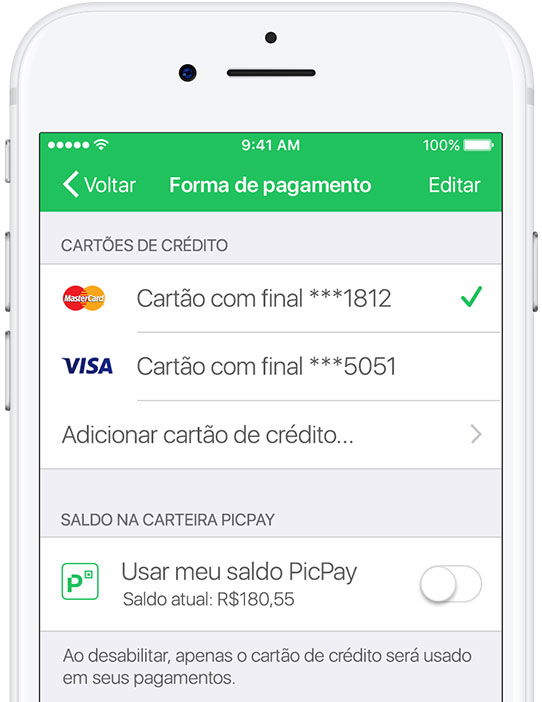 9:41 AM
100%
Voltar
Forma de pagamento
Editar
CARTÕES DE CRÉDITO
MasterCard
Cartão com final ***1812
VISA
Cartão com final ***5051
Adicionar cartão de crédito...
SALDO NA CARTEIRA PICPAY
P
Usar meu saldo PicPay
Saldo atual: R$180,55
Ao desabilitar, apenas o cartão de crédito será usado
em seus pagamentos.